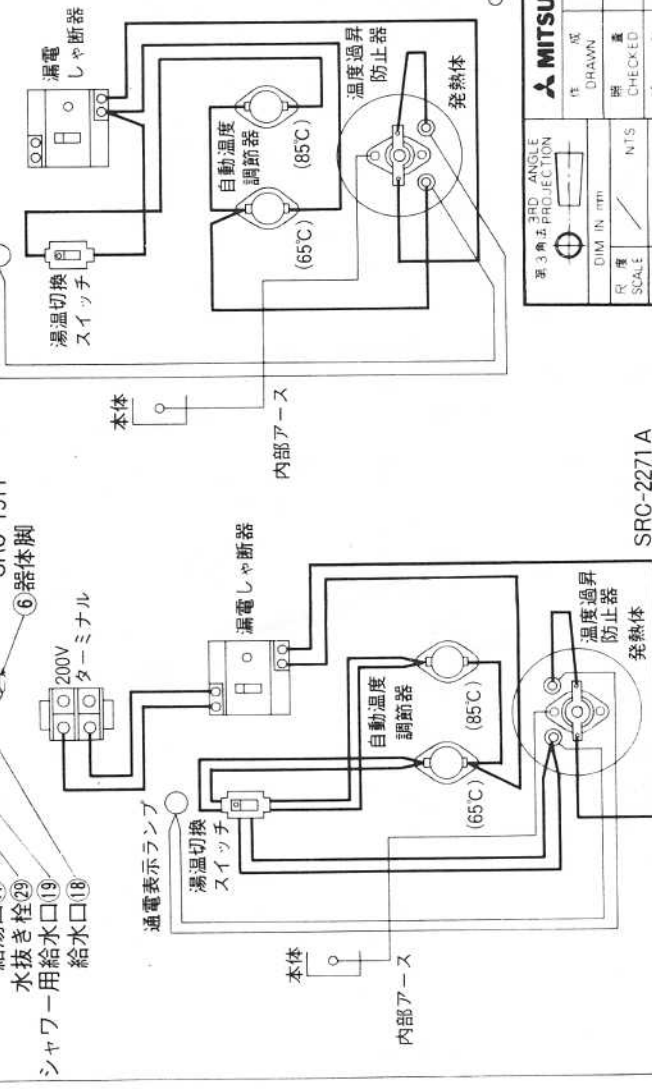 漏電
しゃ断器
湯温切換
スイッチ
自動温度
調節器
(85℃)
(65℃)
温度過昇
防止器
発熱体
本体
内部アース
⑥器体脚
200V
ターミナル
漏電しゃ断器
水抜き栓㉙
シャワー用給水口⑲
給水口⑱
通電表示ランプ
湯温切換
スイッチ
自動温度
調節器
(85℃)
(65℃)
温度過昇
防止器
発熱体
本体
内部アース
SRC-2271A
第3角法 3RD ANGLE
PROJECTION
DIM IN mm
尺度
SCALE
NTS
MITSU
作成
DRAWN
照査
CHECKED